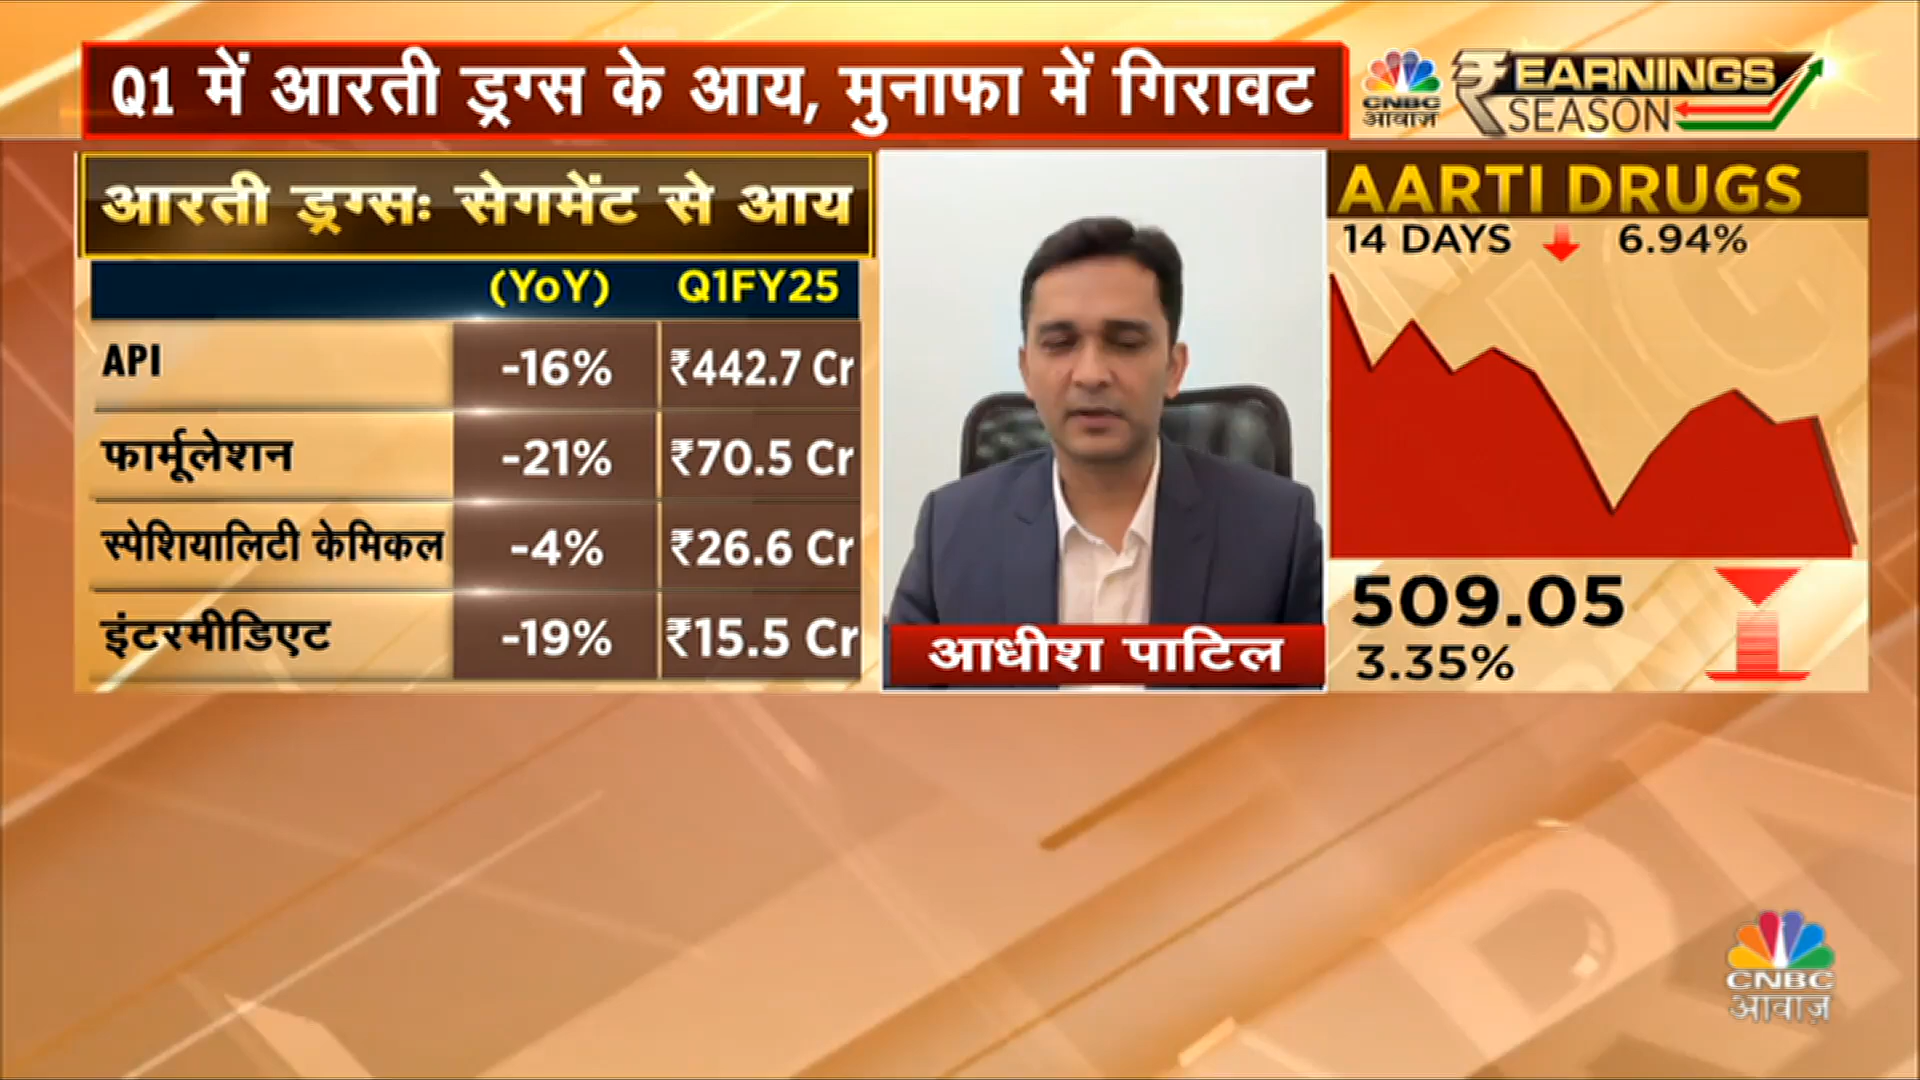 Q1 में आरती ड्रग्स के आय, मुनाफा में गिरावट
CNBC
आवाज़
₹ EARNINGS
SEASON
आरती ड्रग्सः सेगमेंट से आय
(YoY) Q1FY25
API -16% ₹442.7 Cr
फार्मूलेशन -21% ₹70.5 Cr
स्पेशियालिटी केमिकल -4% ₹26.6 Cr
इंटरमीडिएट -19% ₹15.5 Cr
आधीश पाटिल
AARTI DRUGS
14 DAYS 6.94%
509.05
3.35%
CNBC
आवाज़